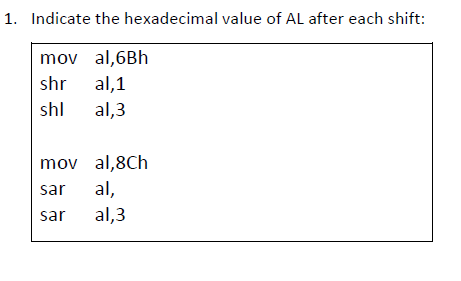 1. Indicate the hexadecimal value of AL after each shift:
mov al,6Bh
shr al,1
shl al,3
mov al,8Ch
sar al,
sar al,3